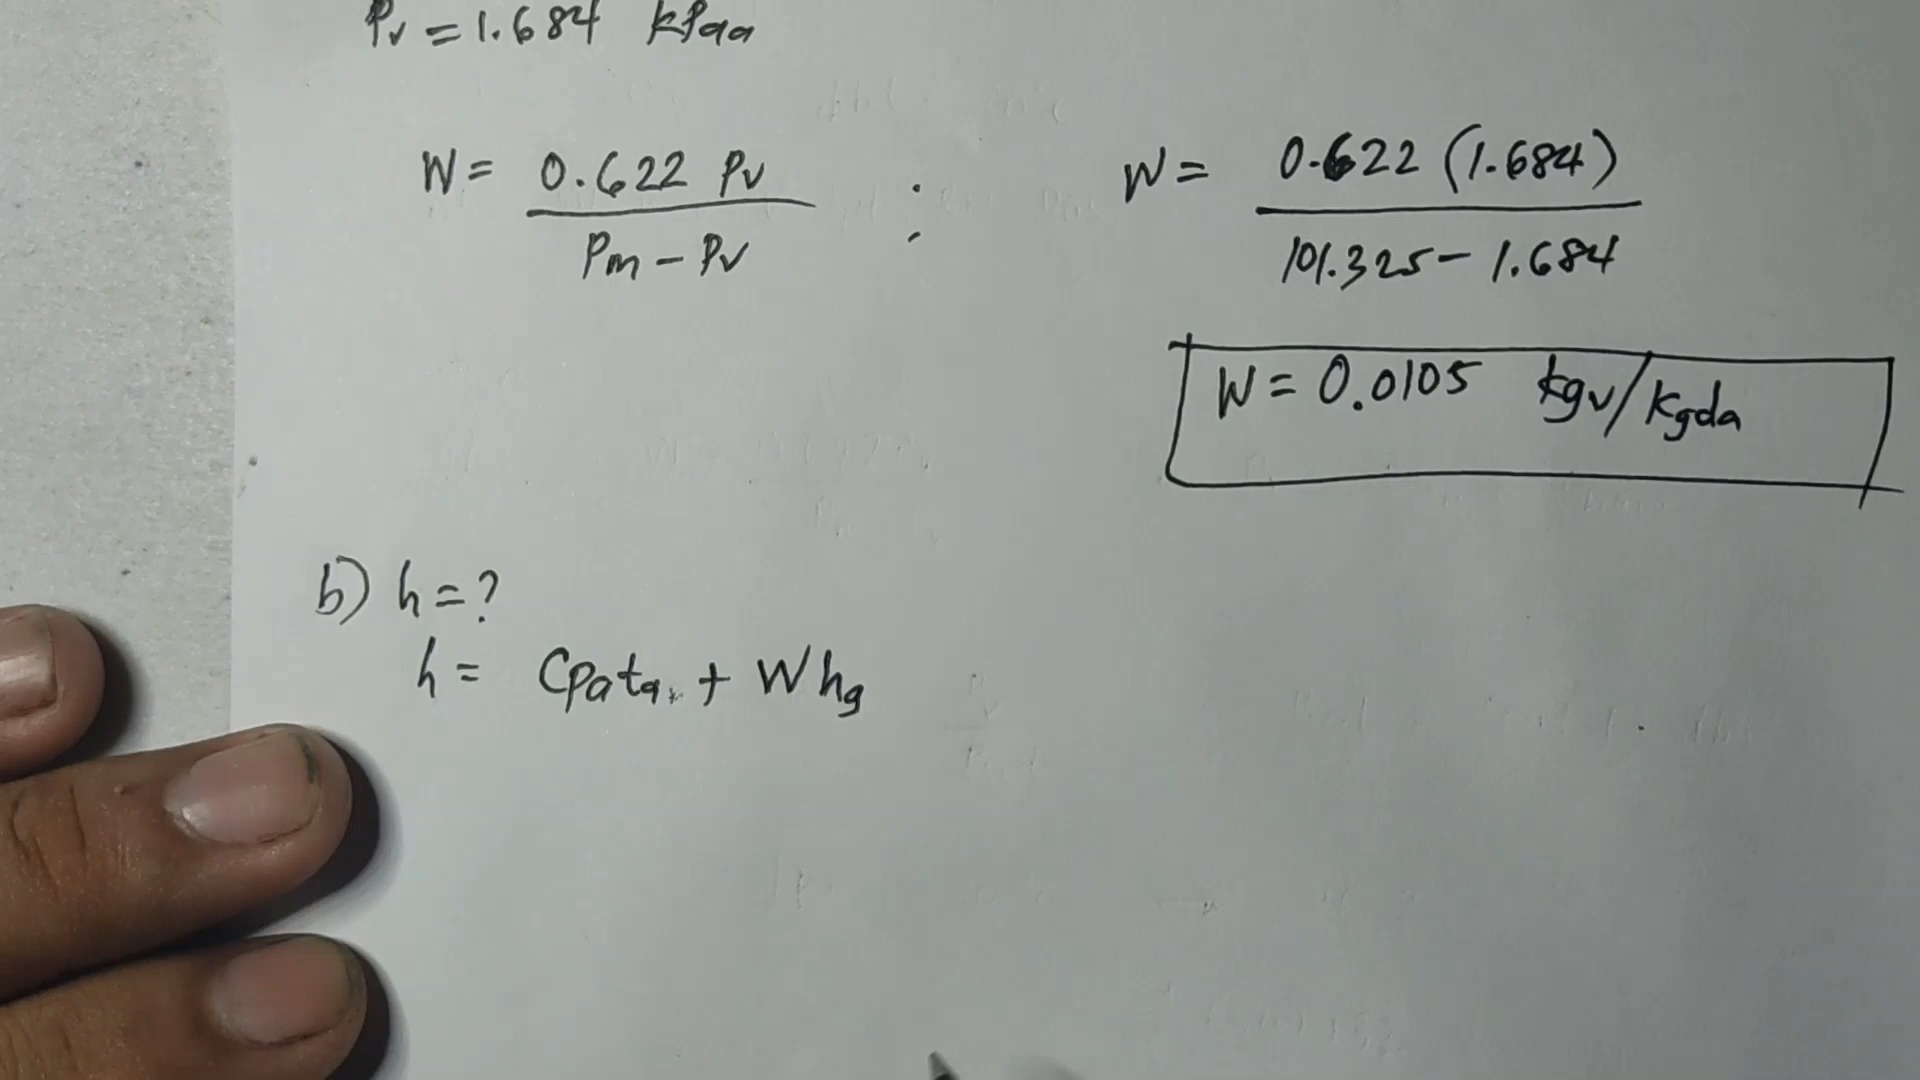 Pv = 1.684 kPaa
W = 0.622 Pv / Pm - Pv ; W = 0.622 (1.684) / 101.325 - 1.684
W = 0.0105 kgv/kgda
b) h = ?
h = Cpata + Whg